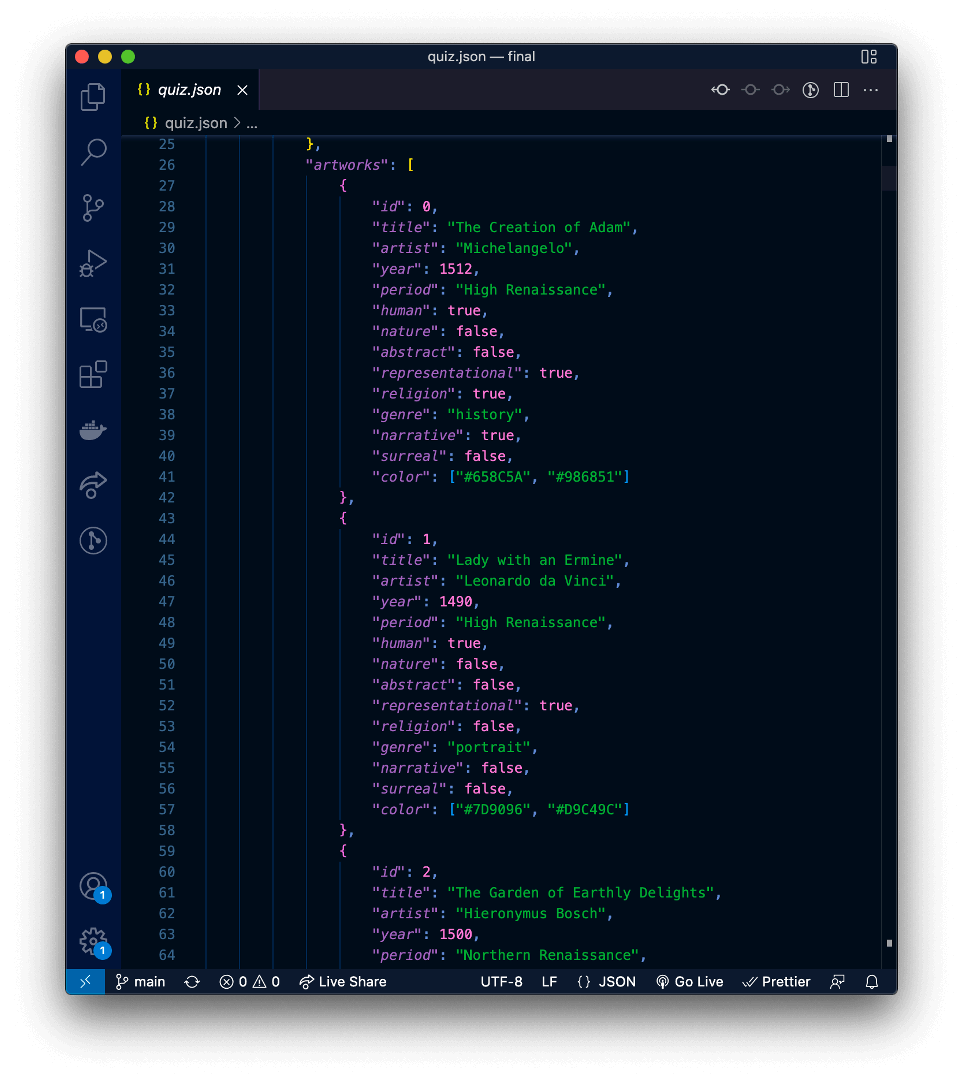 quiz.json — final
{} quiz.json
{} quiz.json > ...
25 },
26 "artworks": [
27 {
28 "id": 0,
29 "title": "The Creation of Adam",
30 "artist": "Michelangelo",
31 "year": 1512,
32 "period": "High Renaissance",
33 "human": true,
34 "nature": false,
35 "abstract": false,
36 "representational": true,
37 "religion": true,
38 "genre": "history",
39 "narrative": true,
40 "surreal": false,
41 "color": ["#658C5A", "#986851"]
42 },
43 {
44 "id": 1,
45 "title": "Lady with an Ermine",
46 "artist": "Leonardo da Vinci",
47 "year": 1490,
48 "period": "High Renaissance",
49 "human": true,
50 "nature": false,
51 "abstract": false,
52 "representational": true,
53 "religion": false,
54 "genre": "portrait",
55 "narrative": false,
56 "surreal": false,
57 "color": ["#7D9096", "#D9C49C"]
58 },
59 {
60 "id": 2,
61 "title": "The Garden of Earthly Delights",
62 "artist": "Hieronymus Bosch",
63 "year": 1500,
64 "period": "Northern Renaissance",
1
1
main 0 0 Live Share UTF-8 LF {} JSON Go Live Prettier